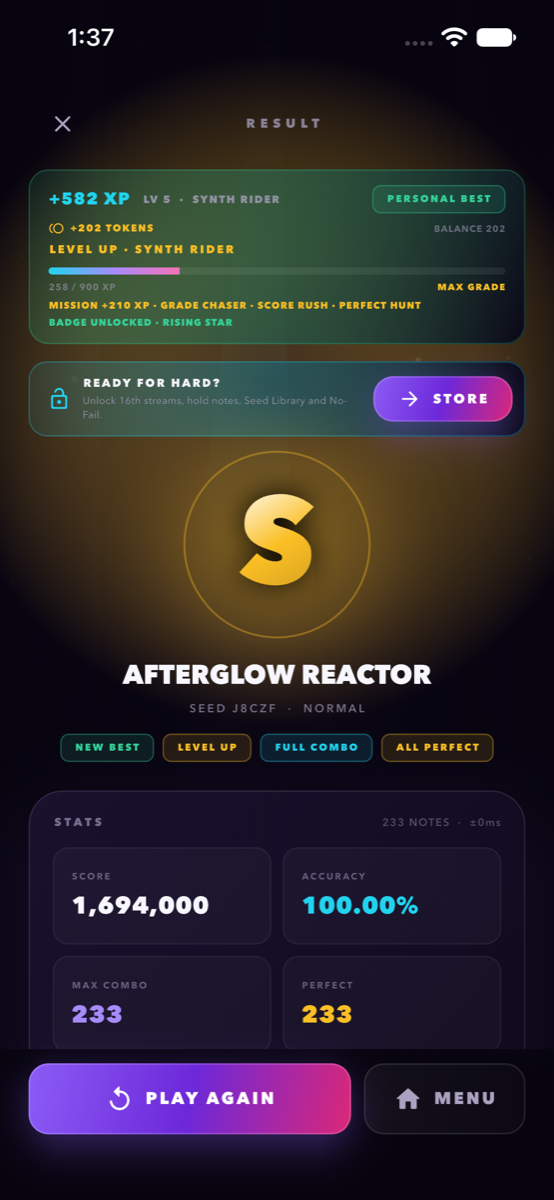 1:37
RESULT
+582 XP LV 5 · SYNTH RIDER PERSONAL BEST
+202 TOKENS BALANCE 202
LEVEL UP · SYNTH RIDER
258 / 900 XP MAX GRADE
MISSION +210 XP · GRADE CHASER · SCORE RUSH · PERFECT HUNT
BADGE UNLOCKED · RISING STAR
READY FOR HARD?
Unlock 16th streams, hold notes, Seed Library and No-
Fail.
STORE
S
AFTERGLOW REACTOR
SEED J8CZF · NORMAL
NEW BEST LEVEL UP FULL COMBO ALL PERFECT
STATS 233 NOTES · ±0ms
SCORE ACCURACY
1,694,000 100.00%
MAX COMBO PERFECT
233 233
PLAY AGAIN MENU